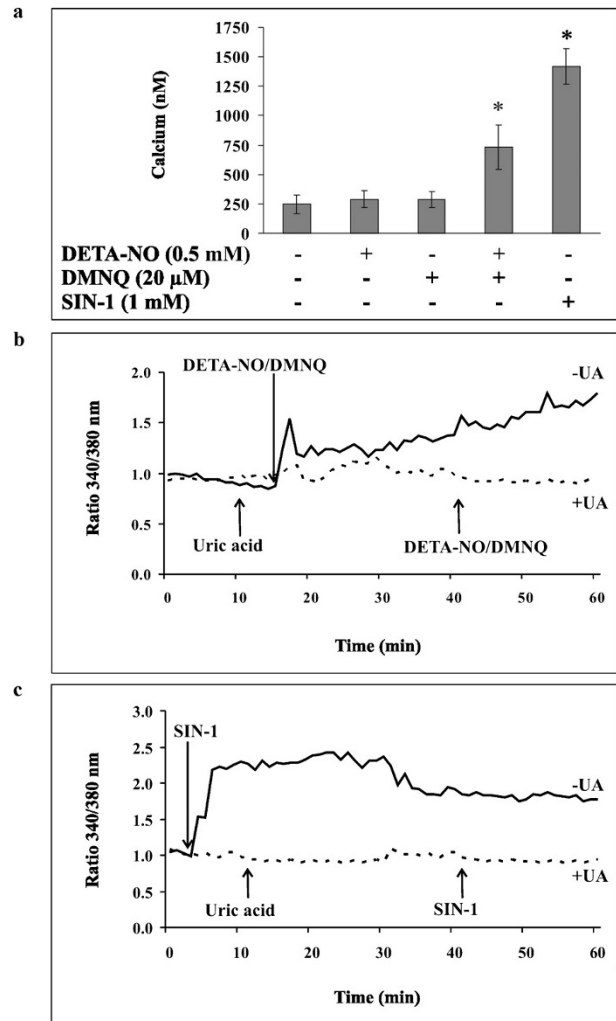 a
Calcium (nM)
1750
1500
1250
1000
750
500
250
0
*
*
DETA-NO (0.5 mM) - + - + -
DMNQ (20 µM) - - + + -
SIN-1 (1 mM) - - - - +
b
Ratio 340/380 nm
2.0
1.5
1.0
0.5
0.0
DETA-NO/DMNQ
-UA
+UA
Uric acid
DETA-NO/DMNQ
0 10 20 30 40 50 60
Time (min)
c
Ratio 340/380 nm
3.0
2.5
2.0
1.5
1.0
0.5
0.0
SIN-1
-UA
+UA
Uric acid
SIN-1
0 10 20 30 40 50 60
Time (min)